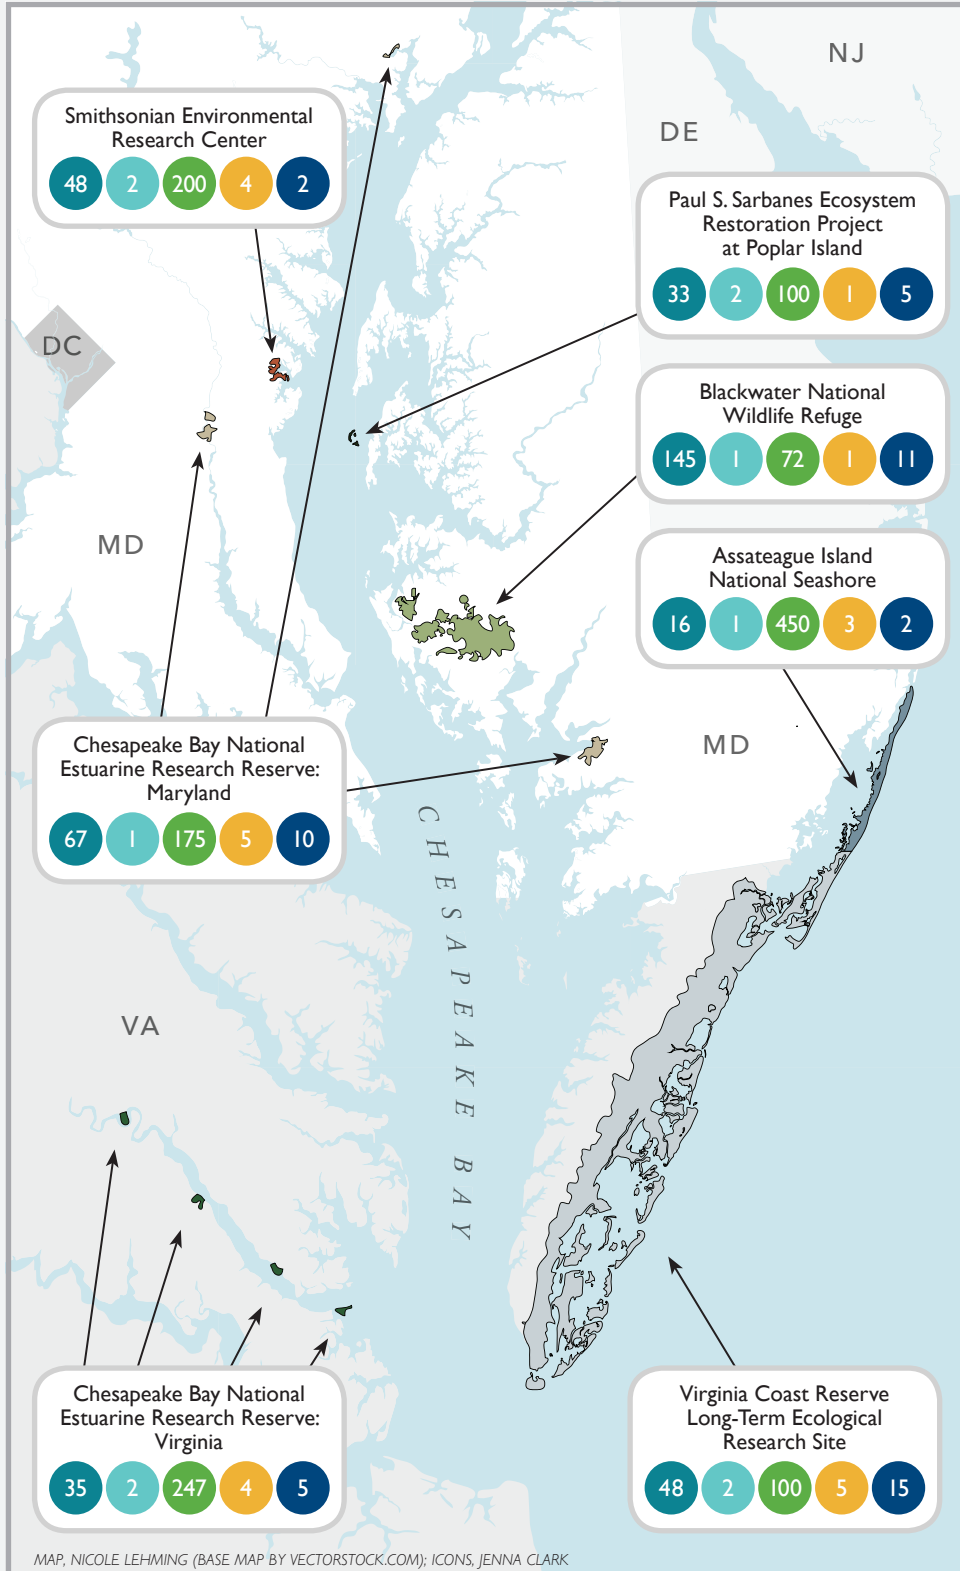 NJ
DE
Smithsonian Environmental
Research Center
48 2 200 4 2
Paul S. Sarbanes Ecosystem
Restoration Project
at Poplar Island
33 2 100 1 5
DC
Blackwater National
Wildlife Refuge
145 1 72 1 11
MD
Assateague Island
National Seashore
16 1 450 3 2
Chesapeake Bay National
Estuarine Research Reserve:
Maryland
67 1 175 5 10
MD
CHESAPEAKE BAY
VA
Chesapeake Bay National
Estuarine Research Reserve:
Virginia
35 2 247 4 5
Virginia Coast Reserve
Long-Term Ecological
Research Site
48 2 100 5 15
MAP, NICOLE LEHMING (BASE MAP BY VECTORSTOCK.COM); ICONS, JENNA CLARK